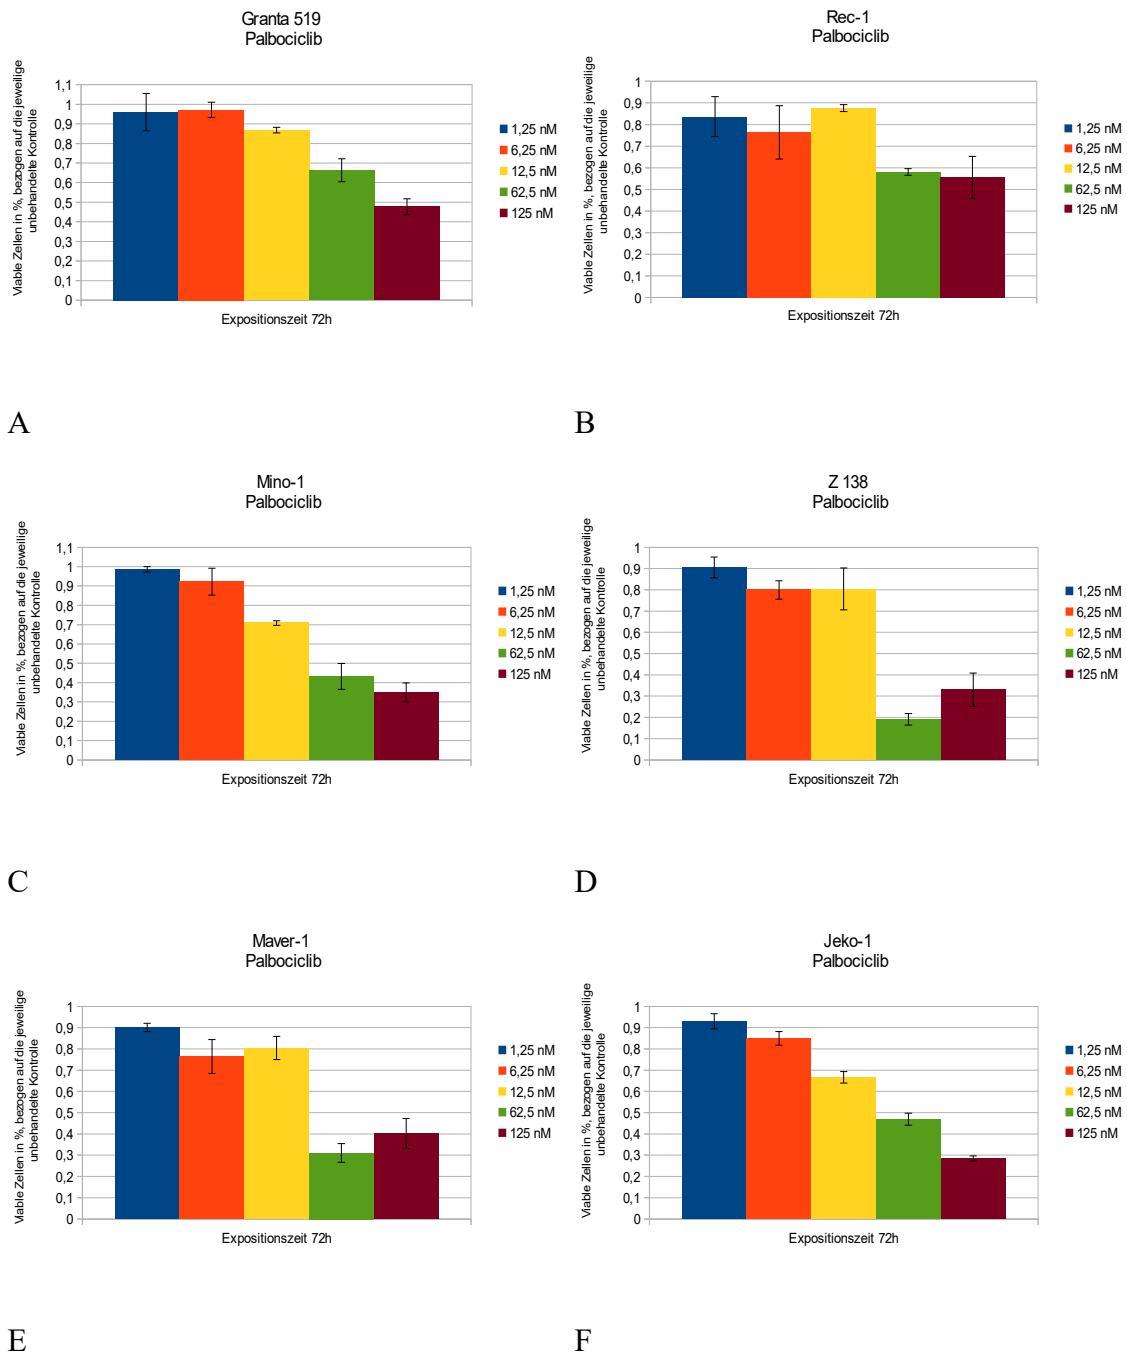 Granta 519
Palbociclib
Viable Zellen in %, bezogen auf die jeweilige
unbehandelte Kontrolle
1,1
1
0,9
0,8
0,7
0,6
0,5
0,4
0,3
0,2
0,1
0
Expositionszeit 72h
1,25 nM
6,25 nM
12,5 nM
62,5 nM
125 nM
A
Rec-1
Palbociclib
Viable Zellen in %, bezogen auf die jeweilige
unbehandelte Kontrolle
1
0,9
0,8
0,7
0,6
0,5
0,4
0,3
0,2
0,1
0
Expositionszeit 72h
1,25 nM
6,25 nM
12,5 nM
62,5 nM
125 nM
B
Mino-1
Palbociclib
Viable Zellen in %, bezogen auf die jeweilige
unbehandelte Kontrolle
1,1
1
0,9
0,8
0,7
0,6
0,5
0,4
0,3
0,2
0,1
0
Expositionszeit 72h
1,25 nM
6,25 nM
12,5 nM
62,5 nM
125 nM
C
Z 138
Palbociclib
Viable Zellen in %, bezogen auf die jeweilige
unbehandelte Kontrolle
1
0,9
0,8
0,7
0,6
0,5
0,4
0,3
0,2
0,1
0
Expositionszeit 72h
1,25 nM
6,25 nM
12,5 nM
62,5 nM
125 nM
D
Maver-1
Palbociclib
Viable Zellen in %, bezogen auf die jeweilige
unbehandelte Kontrolle
1
0,9
0,8
0,7
0,6
0,5
0,4
0,3
0,2
0,1
0
Expositionszeit 72h
1,25 nM
6,25 nM
12,5 nM
62,5 nM
125 nM
E
Jeko-1
Palbociclib
Viable Zellen in %, bezogen auf die jeweilige
unbehandelte Kontrolle
1
0,9
0,8
0,7
0,6
0,5
0,4
0,3
0,2
0,1
0
Expositionszeit 72h
1,25 nM
6,25 nM
12,5 nM
62,5 nM
125 nM
F